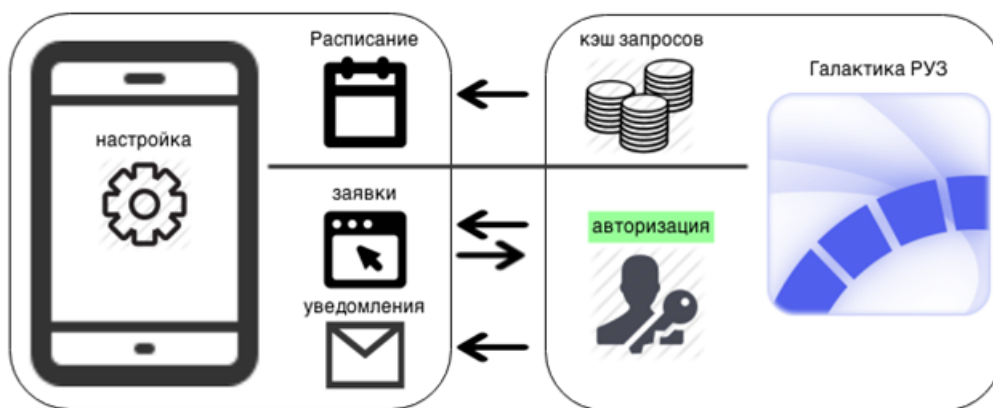 Расписание
кэш запросов
Галактика РУЗ
настройка
заявки
авторизация
уведомления